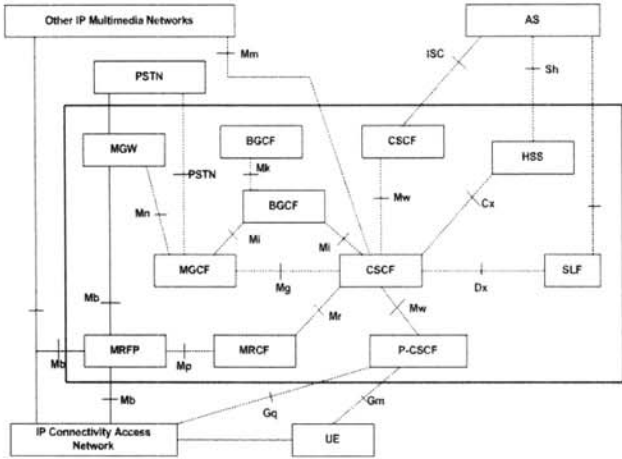 Other IP Multimedia Networks
AS
Mm
ISC
Sh
PSTN
MGW
BGCF
CSCF
HSS
Mk
PSTN
BGCF
Mw
Cx
Mn
Mi
Mi
MGCF
CSCF
SLF
Mg
Dx
Mb
Mr
Mw
MRFP
MRCF
P-CSCF
Mb
Mp
Mb
Gq
Gm
IP Connectivity Access
Network
UE